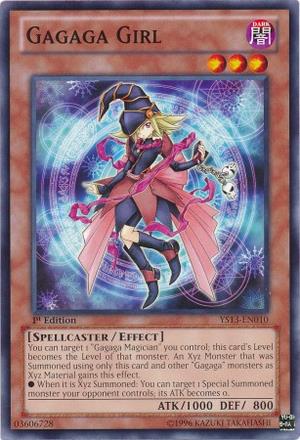 GAGAGA GIRL
DARK
闇
1st Edition
YS13-EN010
[SPELLCASTER / EFFECT]
You can target 1 "Gagaga Magician" you control; this card's Level
becomes the Level of that monster. An Xyz Monster that was
Summoned using only this card and other "Gagaga" monsters as
Xyz Material gains this effect.
● When it is Xyz Summoned: You can target 1 Special Summoned
monster your opponent controls; its ATK becomes 0.
ATK/1000 DEF/ 800
03606728
©1996 KAZUKI TAKAHASHI